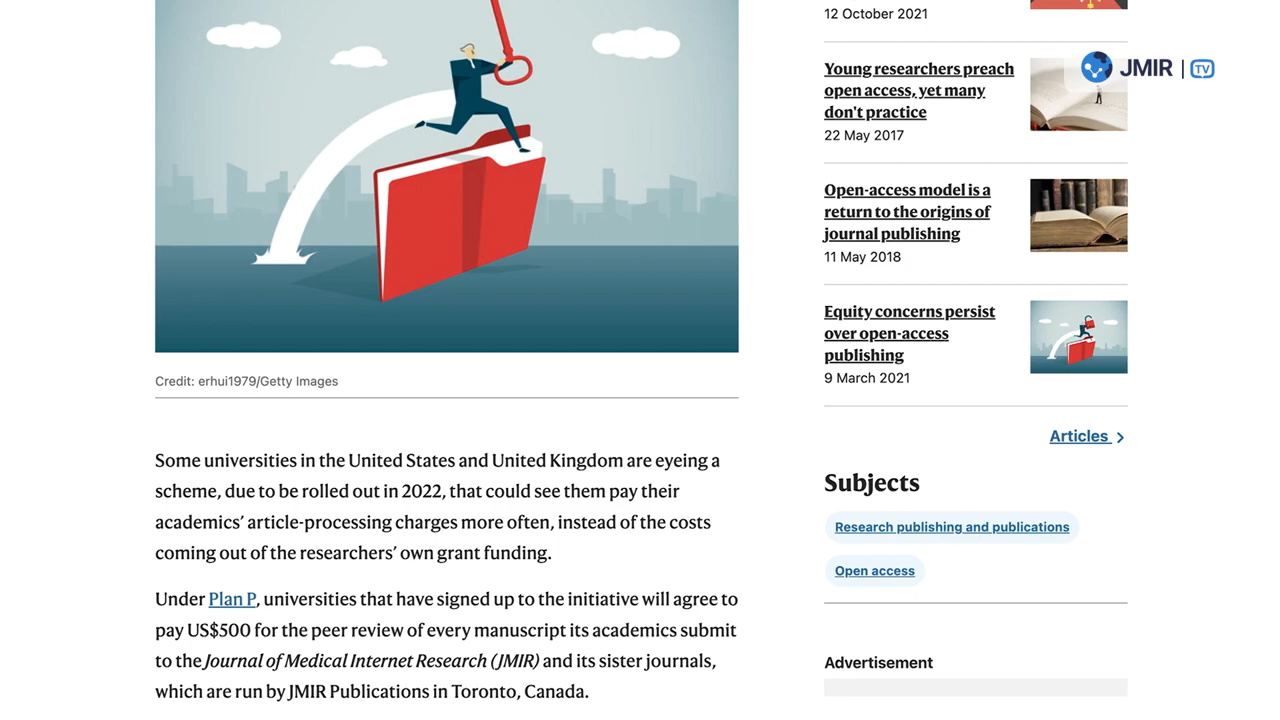 12 October 2021
Young researchers preach
open access, yet many
don't practice
22 May 2017
JMIR | TV
Open-access model is a
return to the origins of
journal publishing
11 May 2018
Equity concerns persist
over open-access
publishing
9 March 2021
Articles
Subjects
Research publishing and publications
Open access
Advertisement
Credit: erhui1979/Getty Images
Some universities in the United States and United Kingdom are eyeing a
scheme, due to be rolled out in 2022, that could see them pay their
academics’ article-processing charges more often, instead of the costs
coming out of the researchers’ own grant funding.
Under Plan P, universities that have signed up to the initiative will agree to
pay US$500 for the peer review of every manuscript its academics submit
to the Journal of Medical Internet Research (JMIR) and its sister journals,
which are run by JMIR Publications in Toronto, Canada.